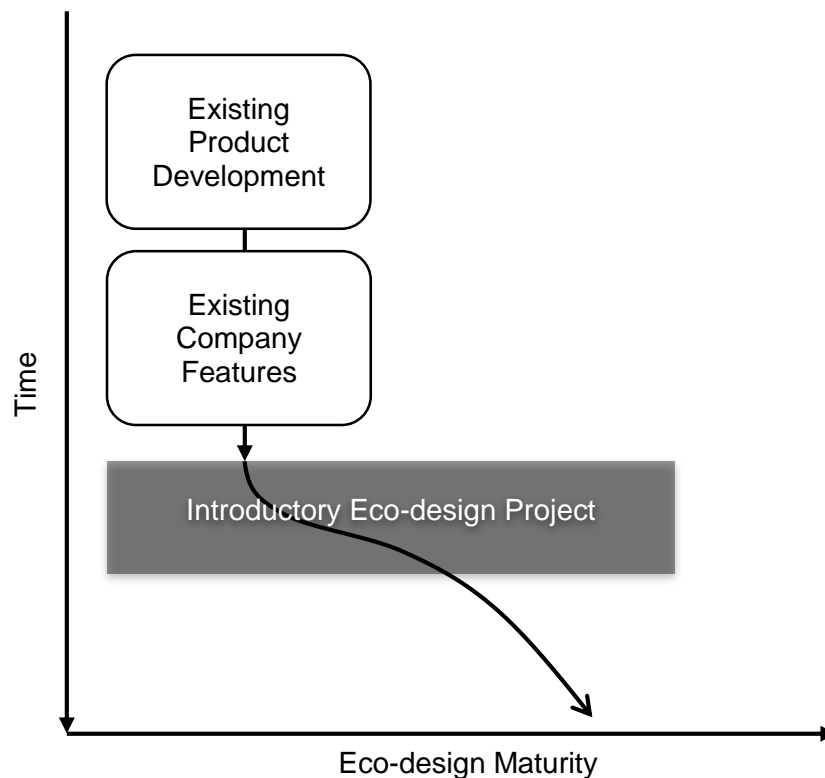 Existing
Product
Development
Existing
Company
Features
Time
Introductory Eco-design Project
Eco-design Maturity